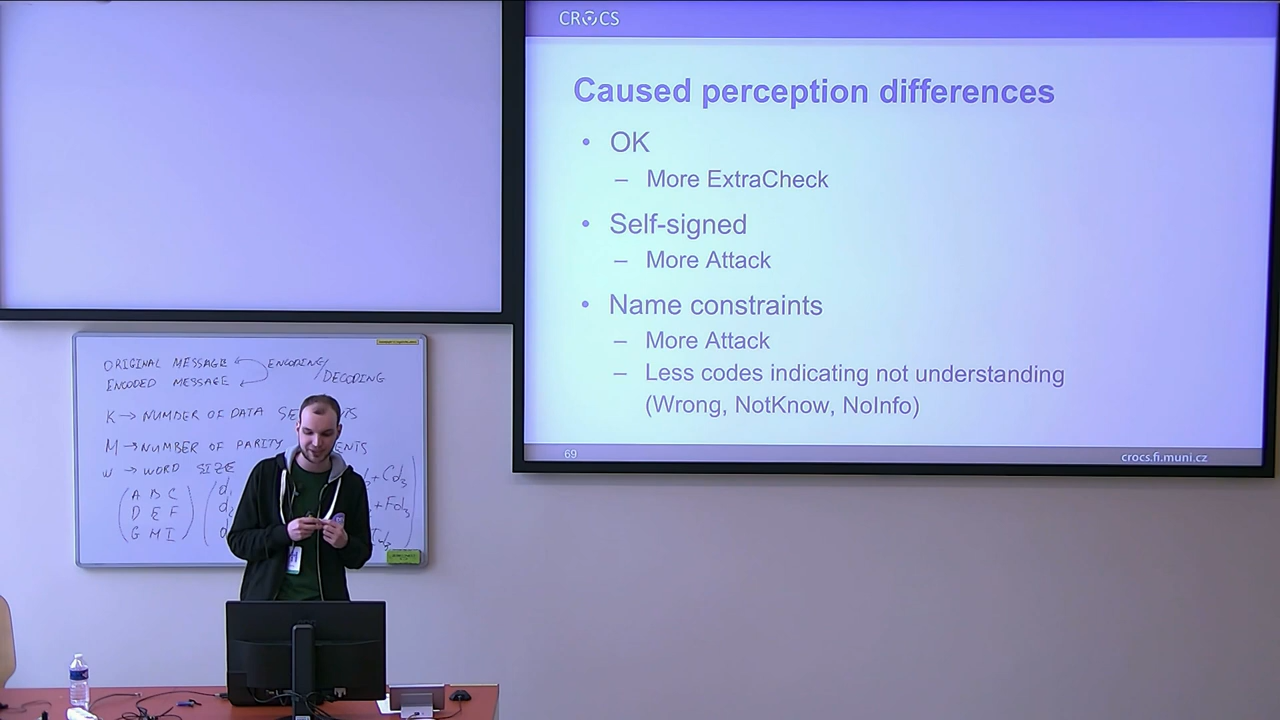 CROCS
Caused perception differences
• OK
– More ExtraCheck
• Self-signed
– More Attack
• Name constraints
– More Attack
– Less codes indicating not understanding
(Wrong, NotKnow, NoInfo)
69
crocs.fi.muni.cz
ORIGINAL MESSAGE
ENCODING/
DECODING
ENCODED MESSAGE
K → NUMBER OF DATA
M → NUMBER OF PARITY
W → WORD SIZE
A B C
D E F
G H I